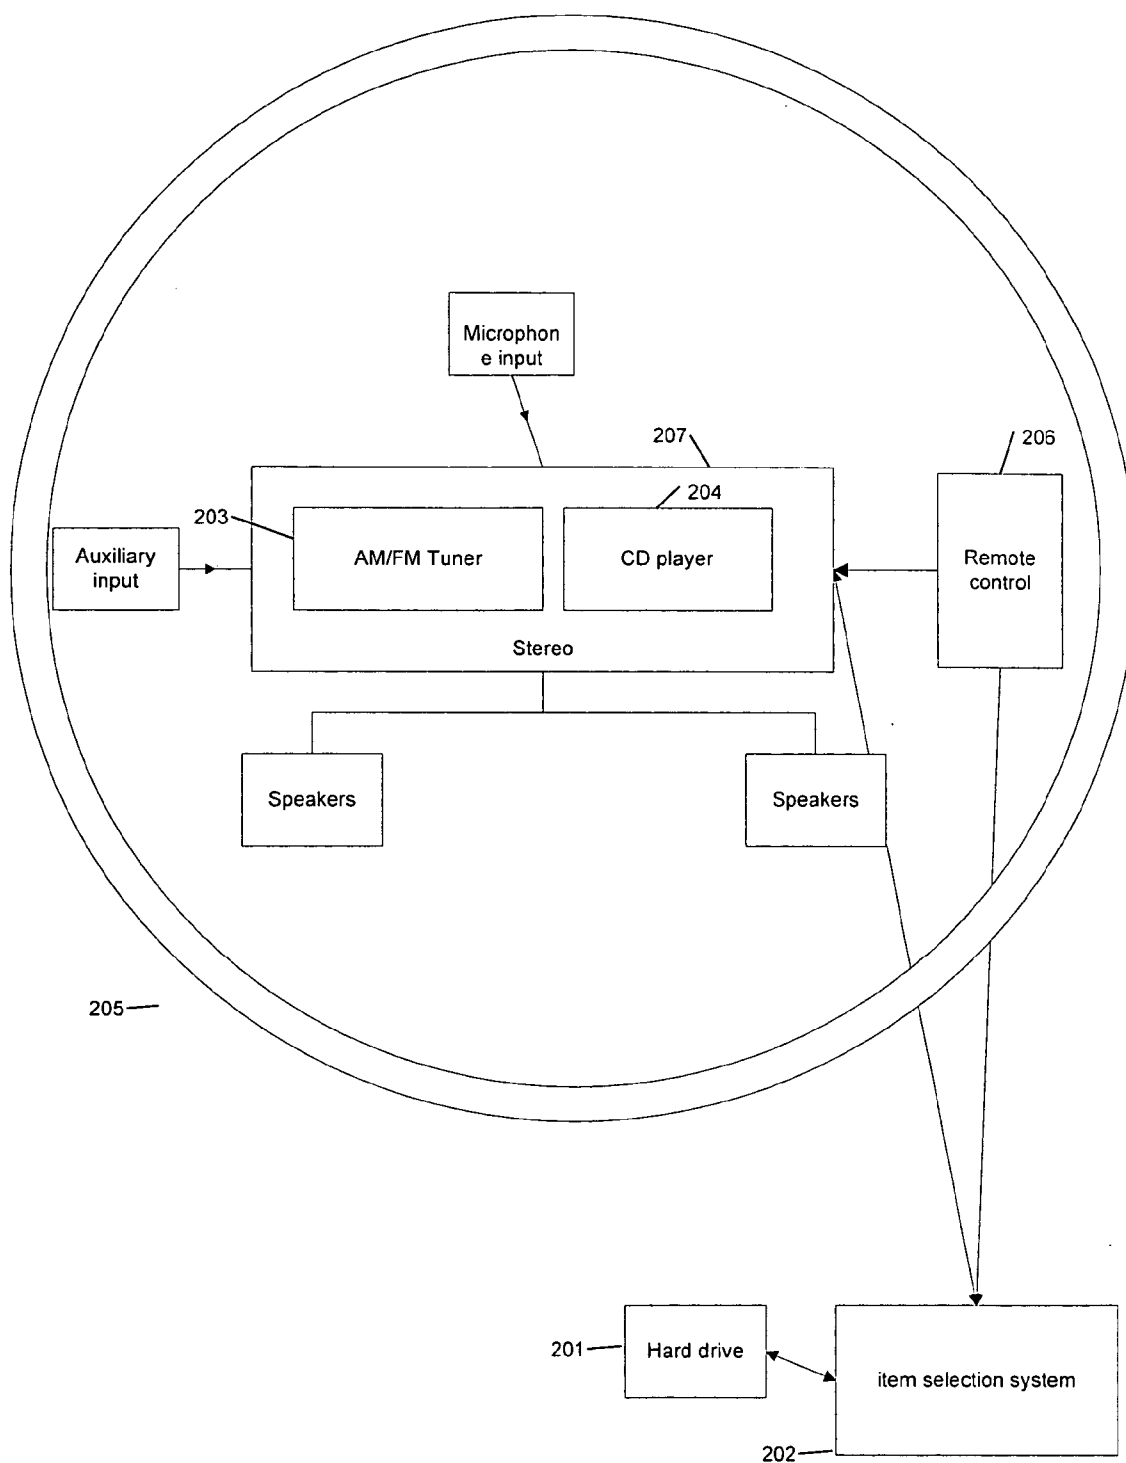 Microphon
e input
207
206
204
203
AM/FM Tuner
CD player
Auxiliary
input
Remote
control
Stereo
Speakers
Speakers
205
201
Hard drive
item selection system
202